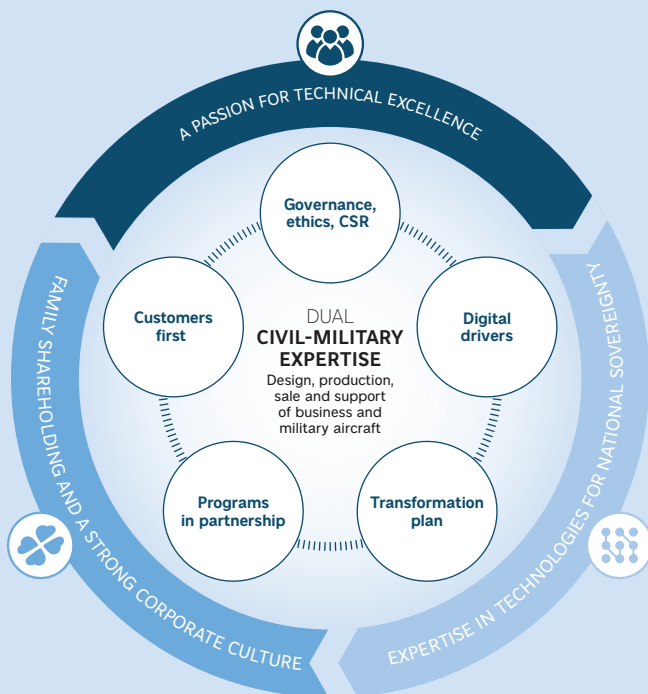 A PASSION FOR TECHNICAL EXCELLENCE
Governance,
ethics, CSR
Customers
first
Digital
drivers
DUAL
CIVIL-MILITARY
EXPERTISE
Design, production,
sale and support
of business and
military aircraft
Programs
in partnership
Transformation
plan
FAMILY SHAREHOLDING AND A STRONG CORPORATE CULTURE
EXPERTISE IN TECHNOLOGIES FOR NATIONAL SOVEREIGNTY